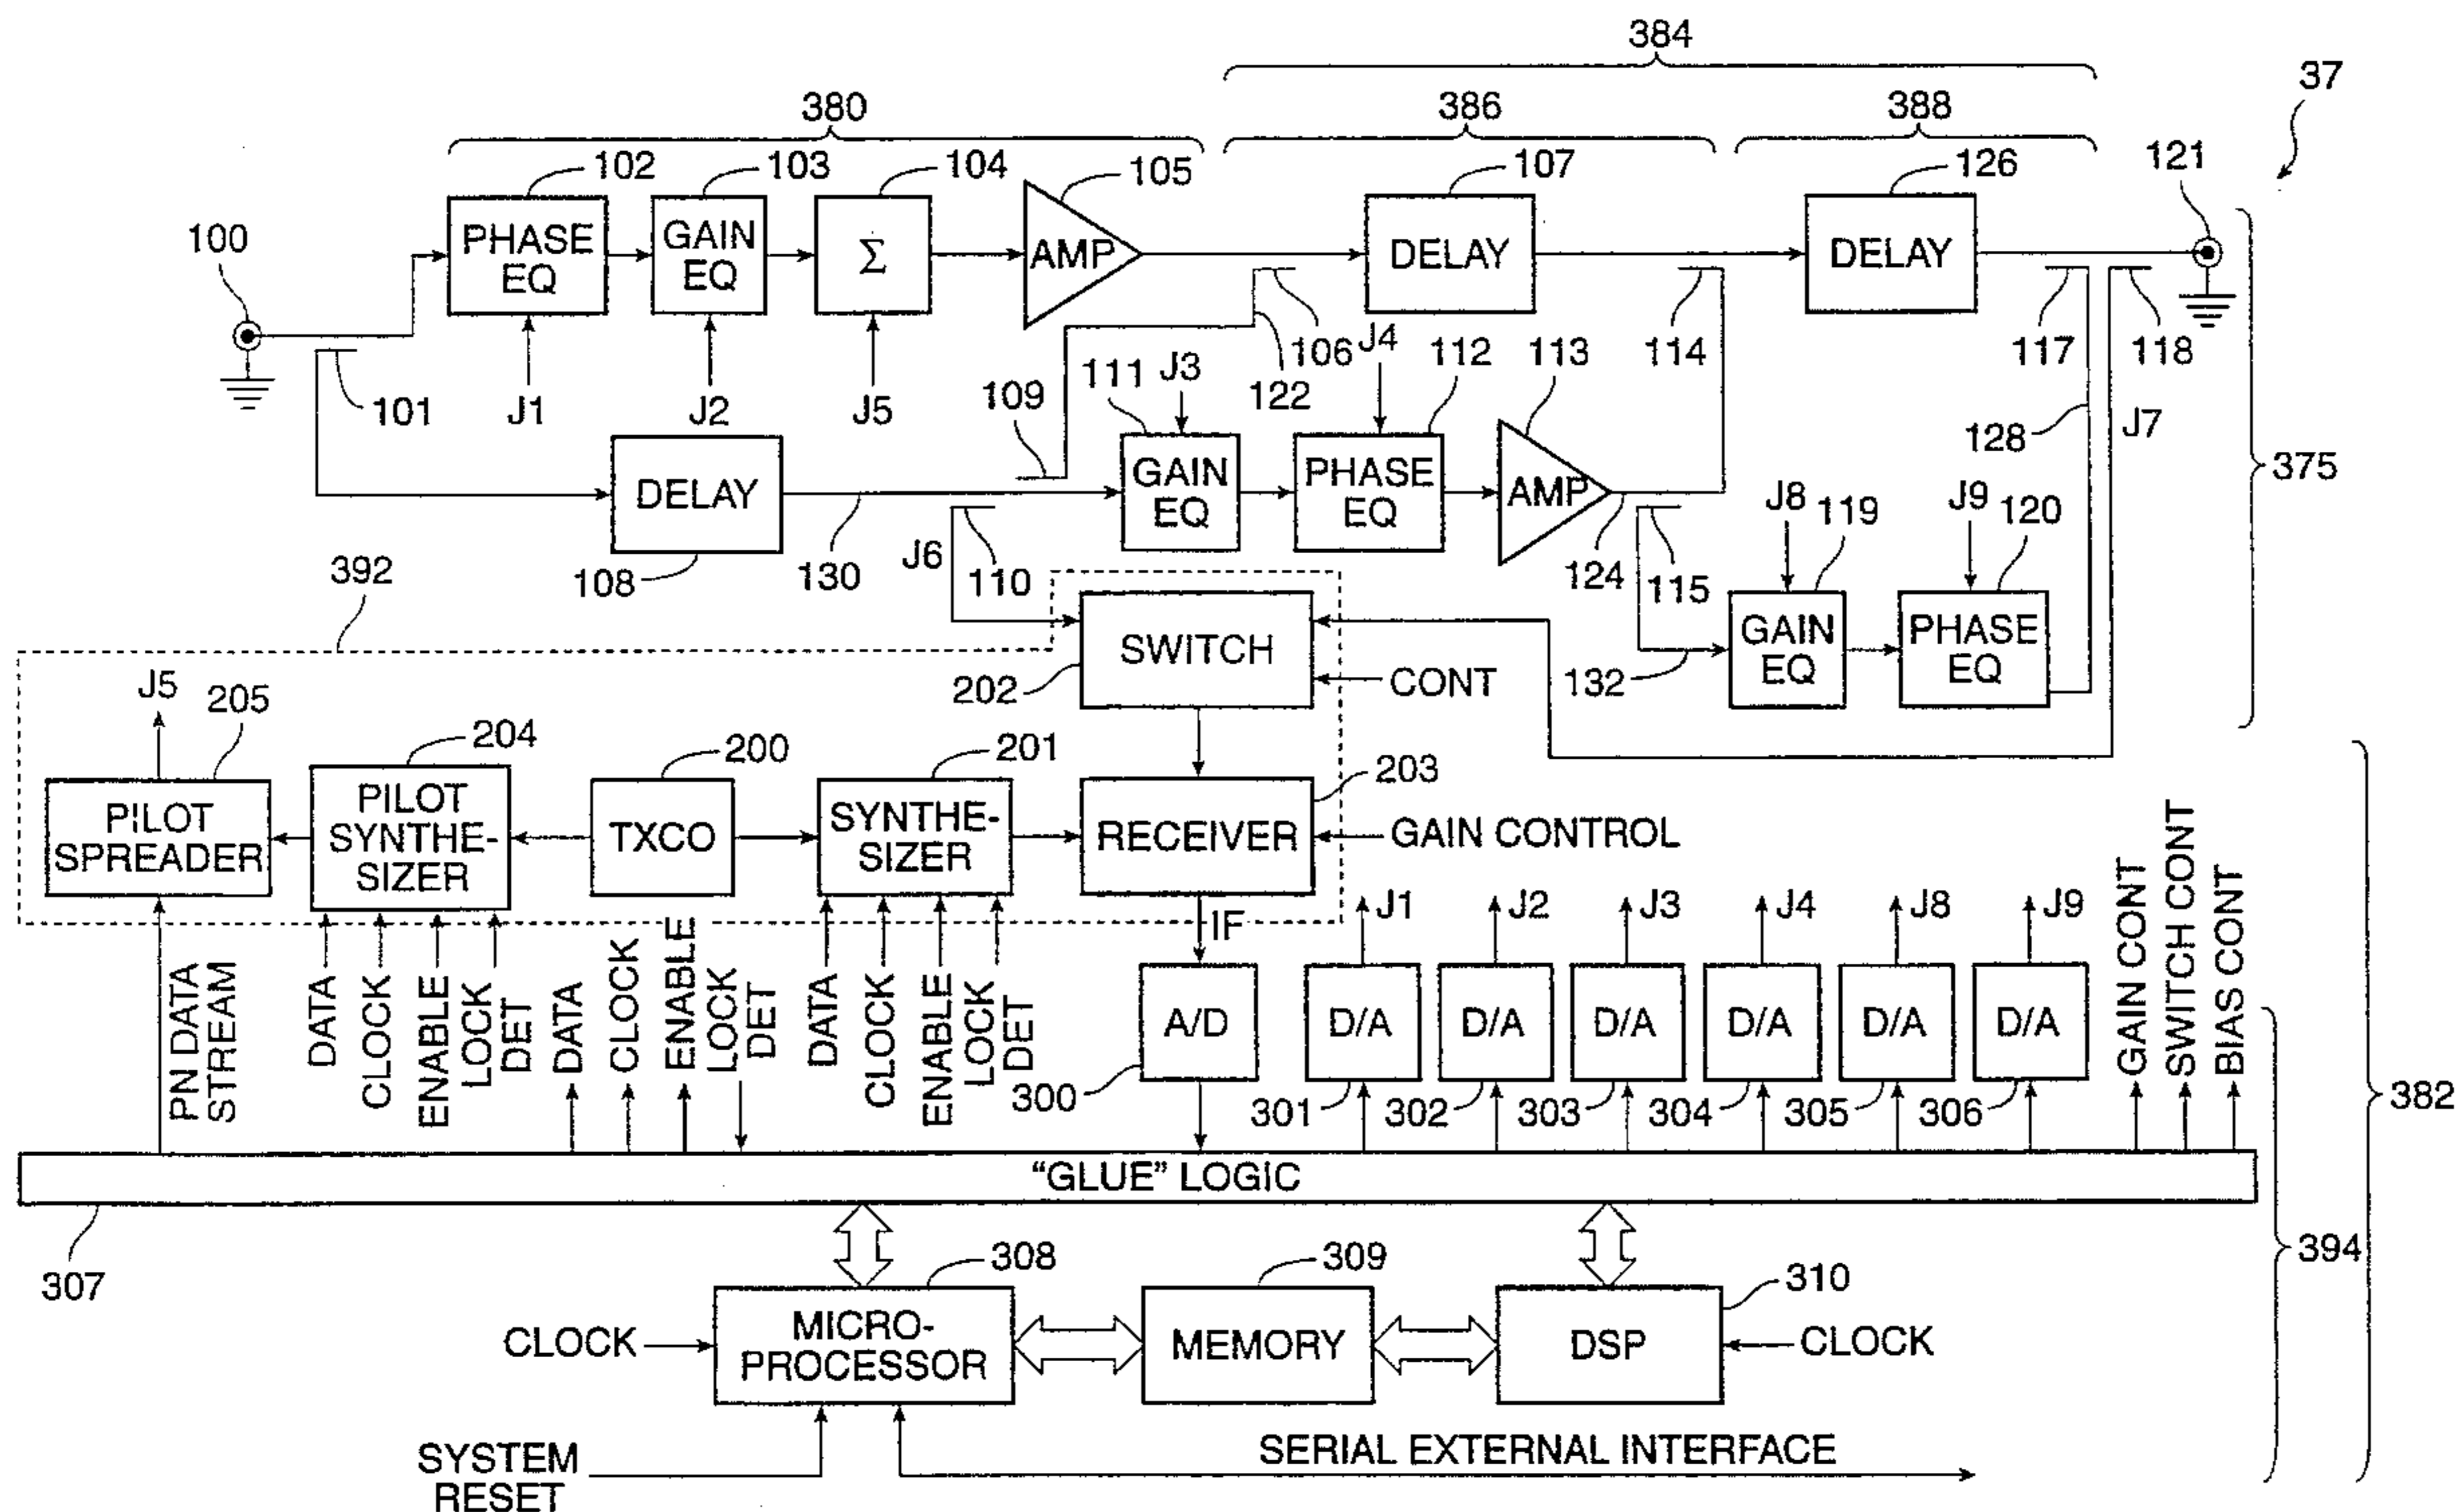 384
37
380
386
388
102
103
104
105
107
126
121
100
PHASE
EQ
GAIN
EQ
Σ
AMP
DELAY
DELAY
101
J1
J2
J5
109
111
J3
106
J4
122
112
113
114
117
118
128
J7
375
DELAY
GAIN
EQ
PHASE
EQ
AMP
108
130
J6
110
124
115
J8
119
J9
120
392
SWITCH
202
CONT
132
GAIN
EQ
PHASE
EQ
J5
205
204
200
201
203
PILOT
SPREADER
PILOT
SYNTHE-
SIZER
TXCO
SYNTHE-
SIZER
RECEIVER
GAIN CONTROL
IF
J1
J2
J3
J4
J8
J9
PN DATA
STREAM
DATA
CLOCK
ENABLE
LOCK
DET
DATA
CLOCK
ENABLE
LOCK
DET
DATA
CLOCK
ENABLE
LOCK
DET
A/D
D/A
D/A
D/A
D/A
D/A
D/A
GAIN CONT
SWITCH CONT
BIAS CONT
300
301
302
303
304
305
306
382
"GLUE" LOGIC
307
308
309
310
394
CLOCK
MICRO-
PROCESSOR
MEMORY
DSP
CLOCK
SYSTEM
RESET
SERIAL EXTERNAL INTERFACE